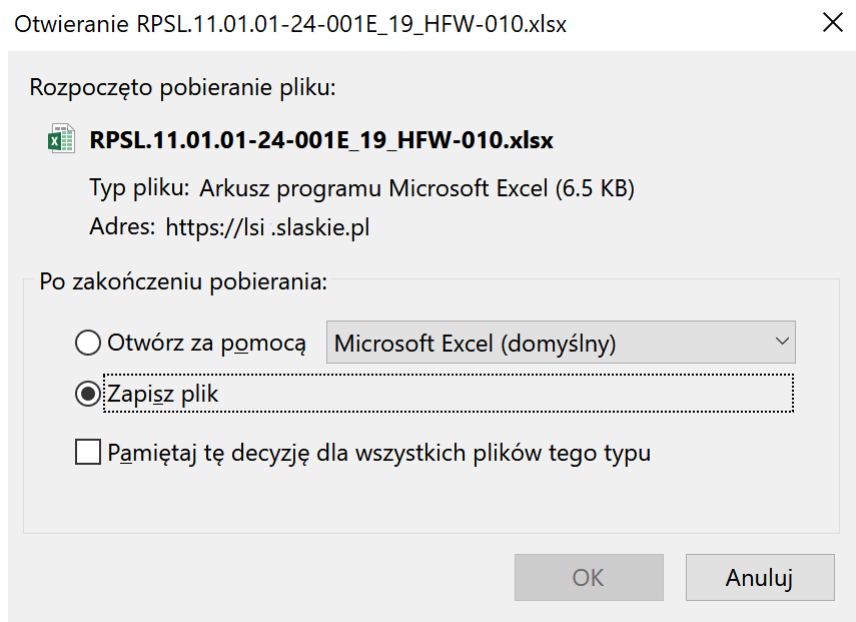 Otwieranie RPSL.11.01.01-24-001E_19_HFW-010.xlsx
Rozpoczęto pobieranie pliku:
RPSL.11.01.01-24-001E_19_HFW-010.xlsx
Typ pliku: Arkusz programu Microsoft Excel (6.5 KB)
Adres: https://lsi .slaskie.pl
Po zakończeniu pobierania:
Otwórz za pomocą Microsoft Excel (domyślny)
Zapisz plik
Pamiętaj tę decyzję dla wszystkich plików tego typu
OK Anuluj